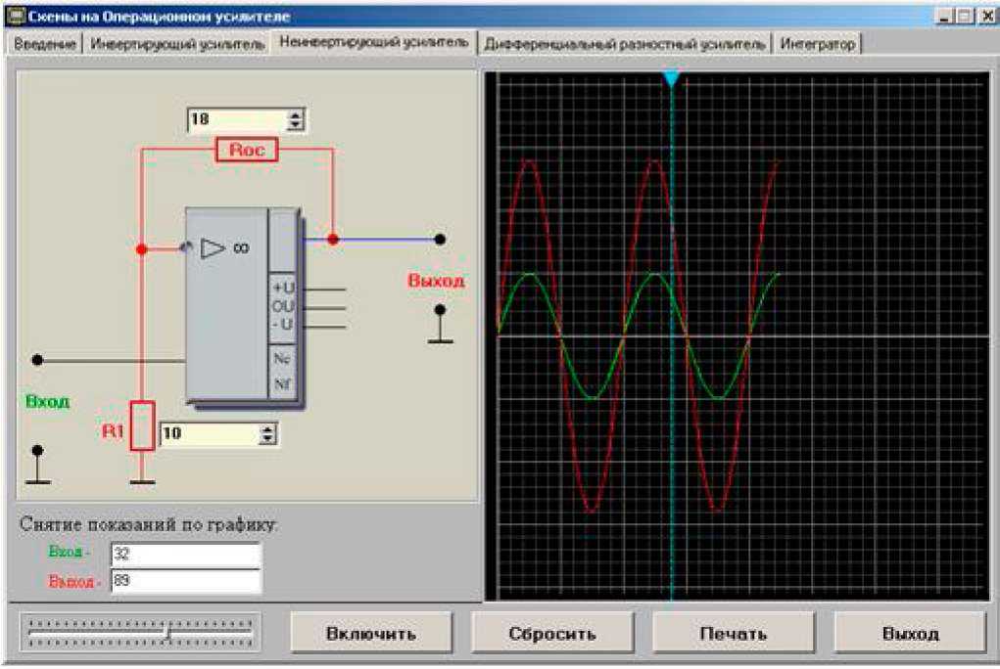 Схемы на Операционном усилителе
Введение Инвертирующий усилитель Неинвертирующий усилитель Дифференциальный разностный усилитель Интегратор
18
Rос
∞
+U
OU
- U
Nc
Nf
Выход
Вход
R1
10
Снятие показаний по графику:
Вход - 32
Выход - 89
Включить Сбросить Печать Выход